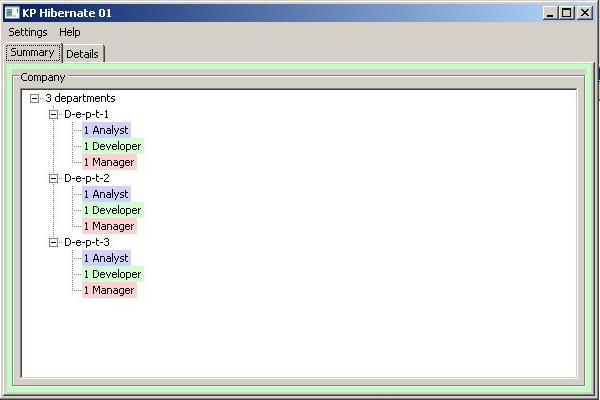 KP Hibernate 01
Settings Help
Summary Details
Company
3 departments
D-e-p-t-1
1 Analyst
1 Developer
1 Manager
D-e-p-t-2
1 Analyst
1 Developer
1 Manager
D-e-p-t-3
1 Analyst
1 Developer
1 Manager